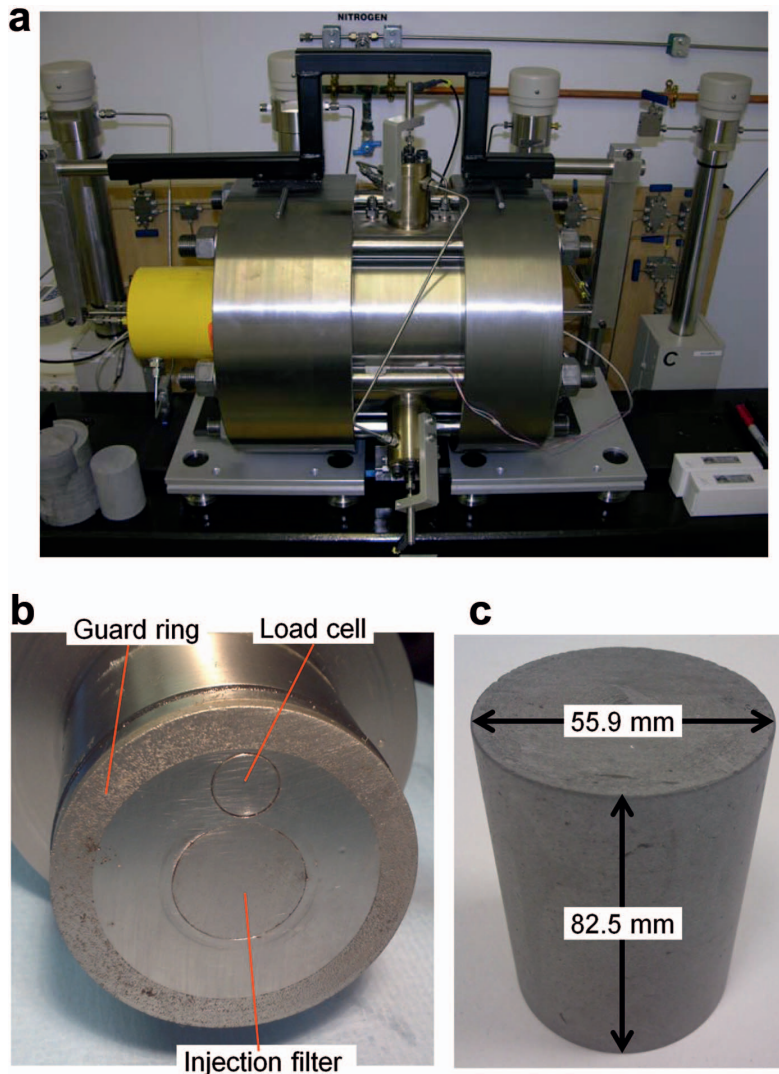 a
NITROGEN
C
b
Guard ring
Load cell
Injection filter
c
55.9 mm
82.5 mm